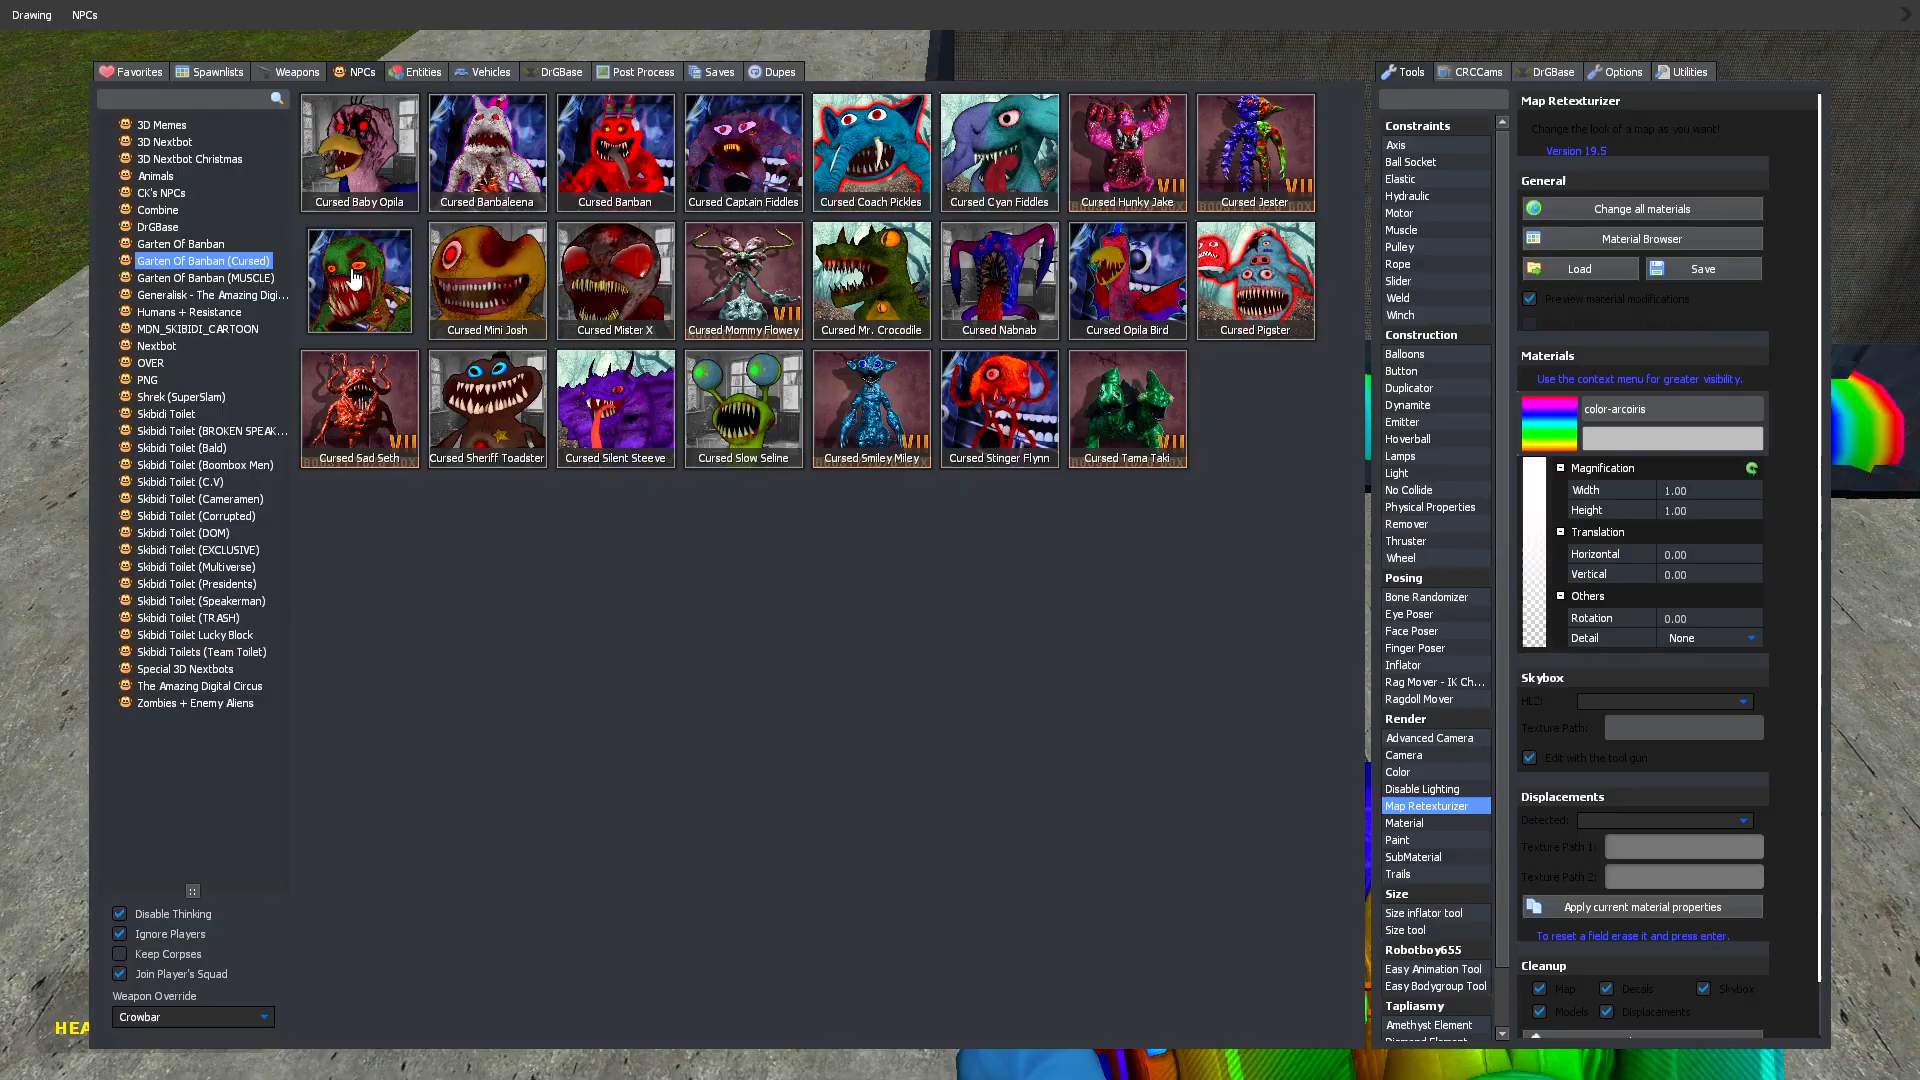 Drawing NPCs
Favorites Spawnlists Weapons NPCs Entities Vehicles DrGBase Post Process Saves Dupes
3D Memes
3D Nextbot
3D Nextbot Christmas
Animals
CK's NPCs
Combine
DrGBase
Garten Of Banban
Garten Of Banban (Cursed)
Garten Of Banban (MUSCLE)
Generalisk - The Amazing Digi...
Humans + Resistance
MDN_SKIBIDI_CARTOON
Nextbot
OVER
PNG
Shrek (SuperSlam)
Skibidi Toilet
Skibidi Toilet (BROKEN SPEAK...
Skibidi Toilet (Bald)
Skibidi Toilet (Boombox Men)
Skibidi Toilet (C.V)
Skibidi Toilet (Cameramen)
Skibidi Toilet (Corrupted)
Skibidi Toilet (DOM)
Skibidi Toilet (EXCLUSIVE)
Skibidi Toilet (Multiverse)
Skibidi Toilet (Presidents)
Skibidi Toilet (Speakerman)
Skibidi Toilet (TRASH)
Skibidi Toilet Lucky Block
Skibidi Toilets (Team Toilet)
Special 3D Nextbots
The Amazing Digital Circus
Zombies + Enemy Aliens
Disable Thinking
Ignore Players
Keep Corpses
Join Player's Squad
Weapon Override
Crowbar
HEA
Cursed Baby Opila Cursed Banbaleena Cursed Banban Cursed Captain Fiddles Cursed Coach Pickles Cursed Cyan Fiddles Cursed Hunky Jake Cursed Jester
Cursed Mini Josh Cursed Mister X Cursed Mommy Flowey Cursed Mr. Crocodile Cursed Nabnab Cursed Opila Bird Cursed Pigster
Cursed Sad Seth Cursed Sheriff Toadster Cursed Silent Steeve Cursed Slow Seline Cursed Smiley Miley Cursed Stinger Flynn Cursed Tama Taki
Tools CRCCams DrGBase Options Utilities
Constraints
Axis
Ball Socket
Elastic
Hydraulic
Motor
Muscle
Pulley
Rope
Slider
Weld
Winch
Construction
Balloons
Button
Duplicator
Dynamite
Emitter
Hoverball
Lamps
Light
No Collide
Physical Properties
Remover
Thruster
Wheel
Posing
Bone Randomizer
Eye Poser
Face Poser
Finger Poser
Inflator
Rag Mover - IK Ch...
Ragdoll Mover
Render
Advanced Camera
Camera
Color
Disable Lighting
Map Retexturizer
Material
Paint
SubMaterial
Trails
Size
Size inflator tool
Size tool
Robotboy655
Easy Animation Tool
Easy Bodygroup Tool
Tapliasmy
Amethyst Element
Map Retexturizer
Change the look of a map as you want!
Version 19.5
General
Change all materials
Material Browser
Load Save
Preview material modifications
Materials
Use the context menu for greater visibility.
color-arcoiris
Magnification
Width 1.00
Height 1.00
Translation
Horizontal 0.00
Vertical 0.00
Others
Rotation 0.00
Detail None
Skybox
HL2:
Texture Path:
Edit with the tool gun
Displacements
Detected:
Texture Path 1:
Texture Path 2:
Apply current material properties
To reset a field erase it and press enter.
Cleanup
Map Decals Skybox
Models Displacements